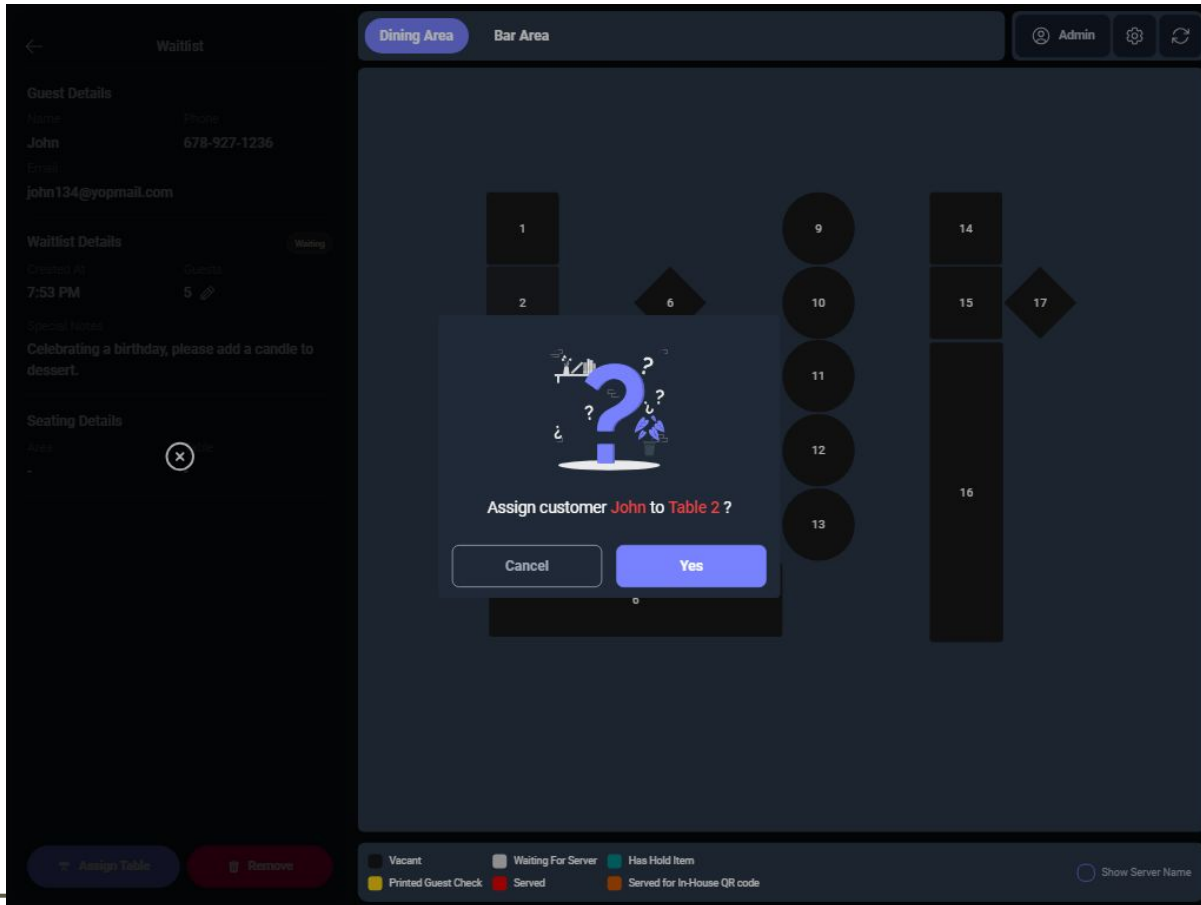 Waitlist
Guest Details
Name Phone
John 678-927-1236
Email
john134@yopmail.com
Waitlist Details Waiting
Created At Guests
7:53 PM 5
Special Notes
Celebrating a birthday, please add a candle to
dessert.
Seating Details
Area
-
Assign Table Remove
Dining Area Bar Area Admin
1 9 14
2 6 10 15 17
11
12
16
13
Assign customer John to Table 2 ?
Cancel Yes
Vacant Waiting For Server Has Hold Item
Printed Guest Check Served Served for In-House QR code
Show Server Name